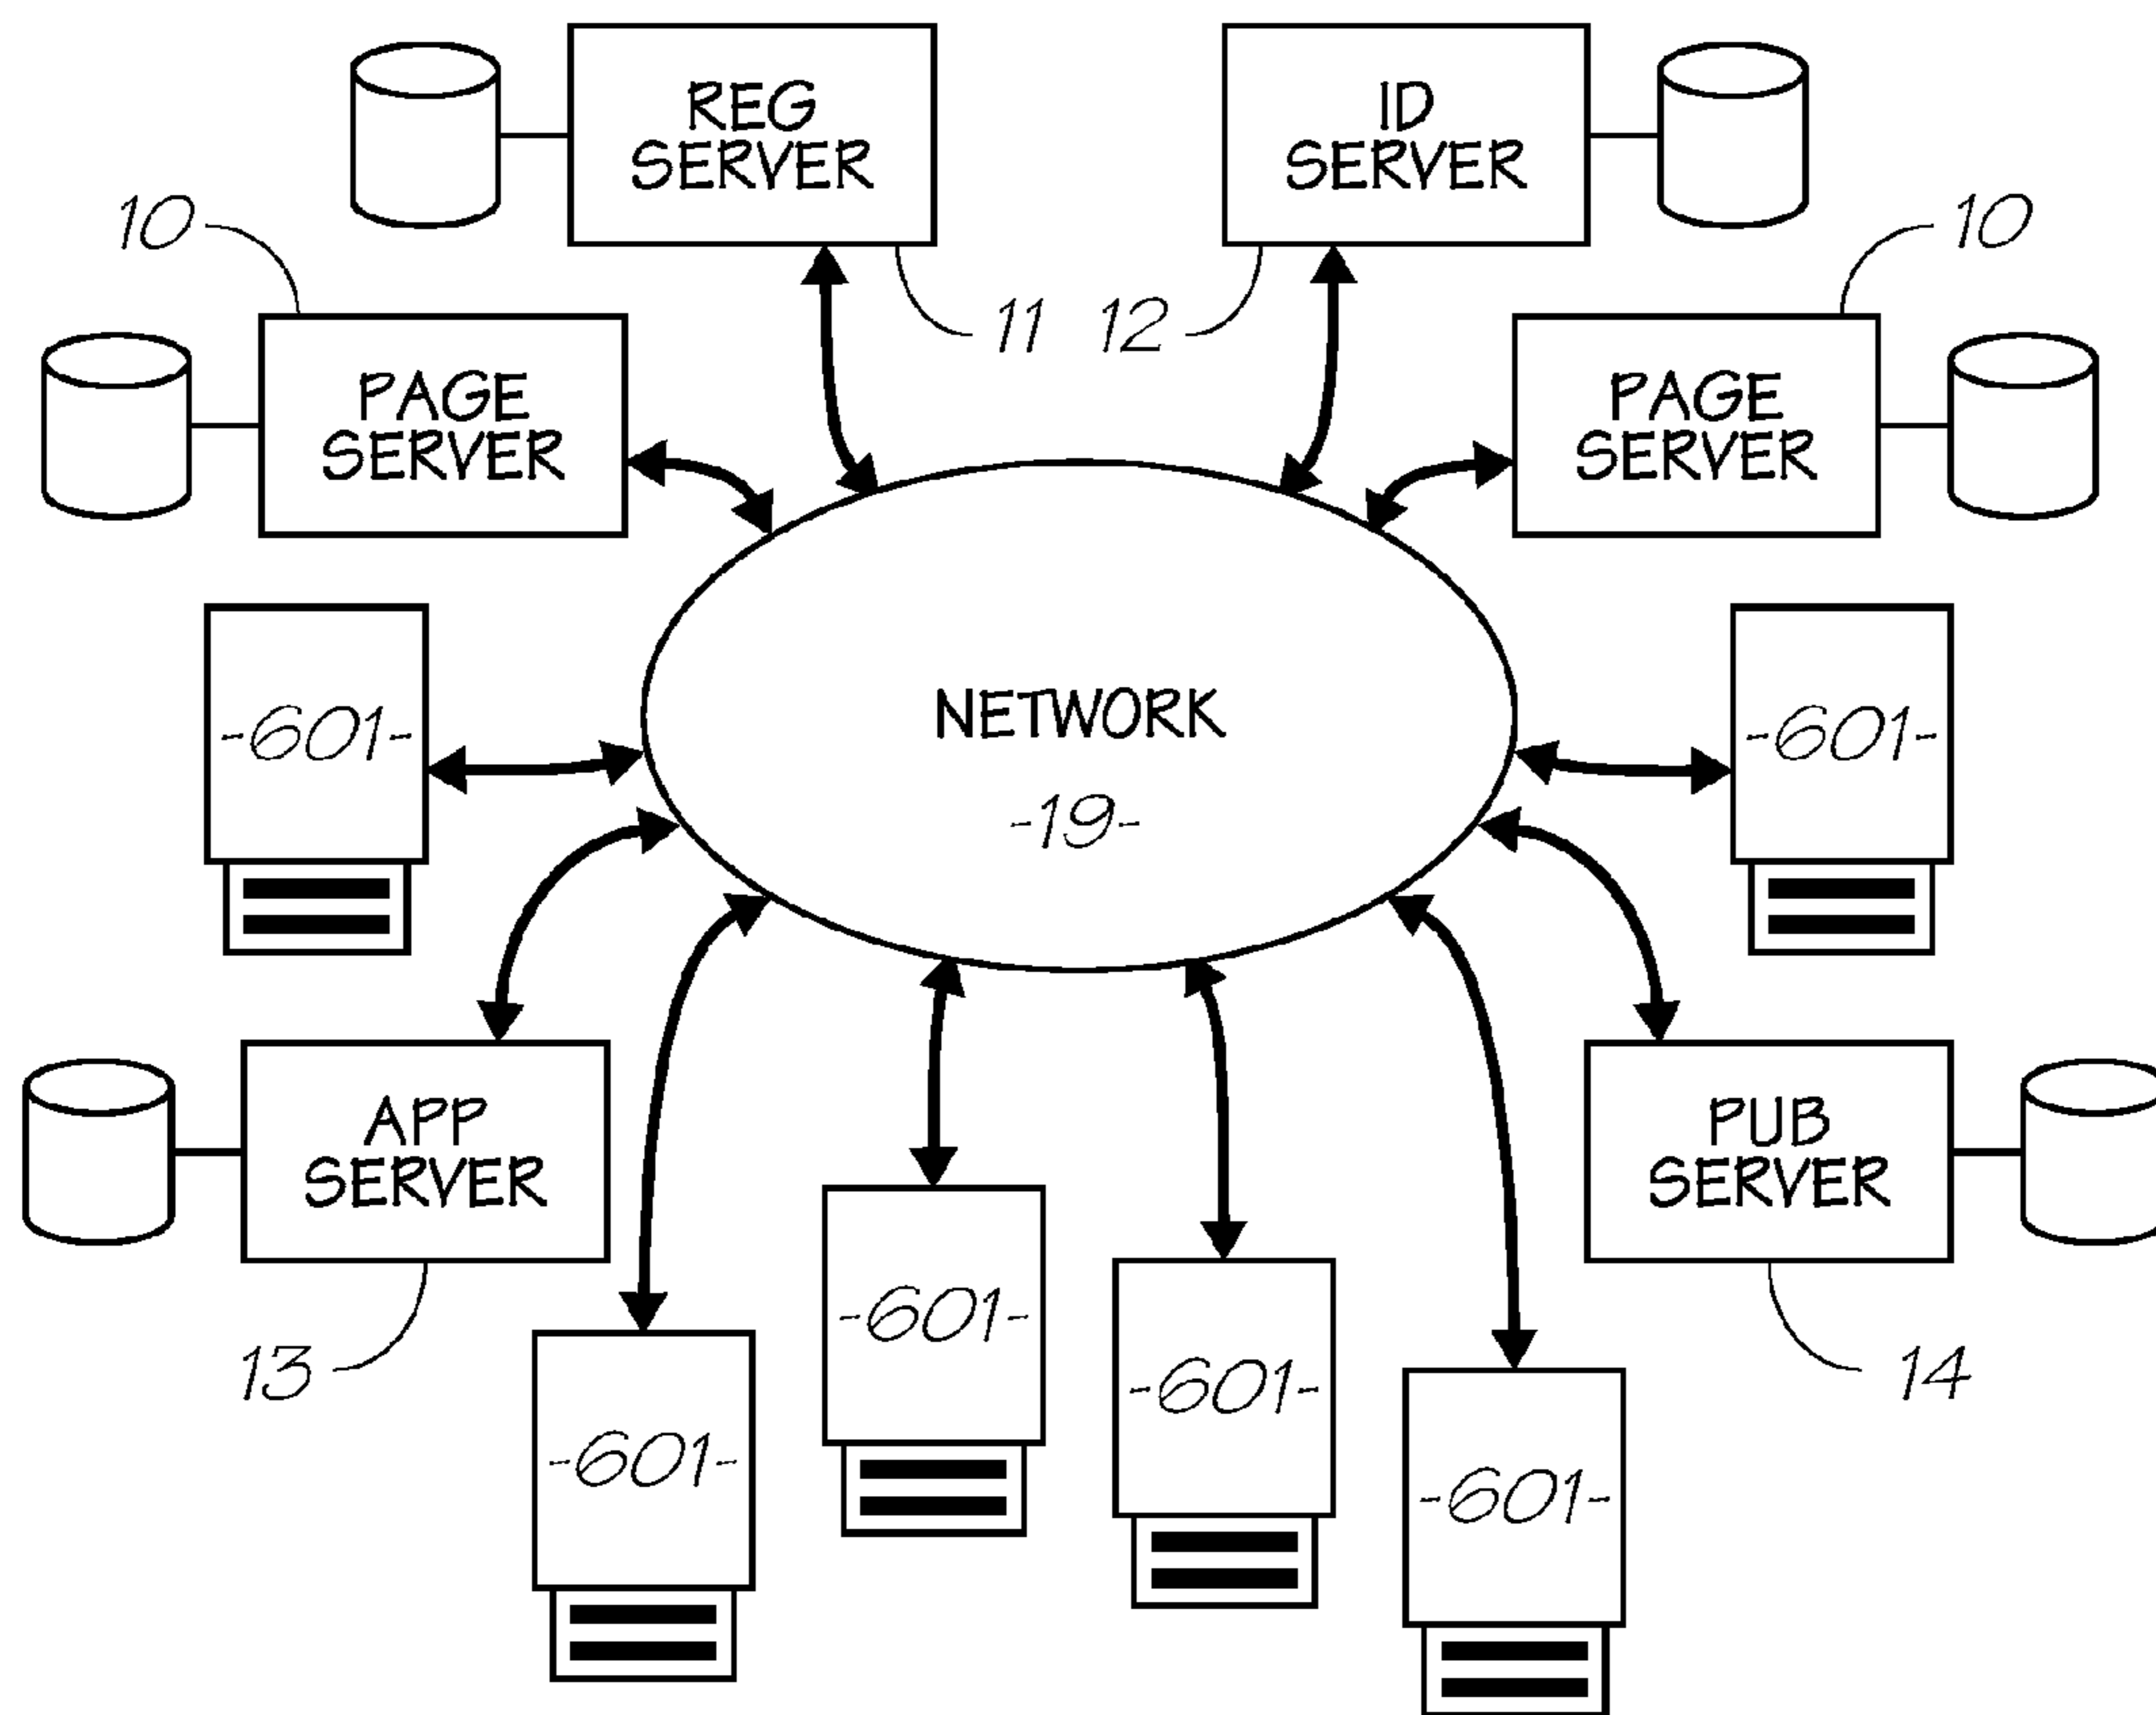 REG
SERVER
ID
SERVER
10
10
11
12
PAGE
SERVER
PAGE
SERVER
-601-
NETWORK
-19-
-601-
APP
SERVER
PUB
SERVER
13
-601-
-601-
-601-
-601-
14